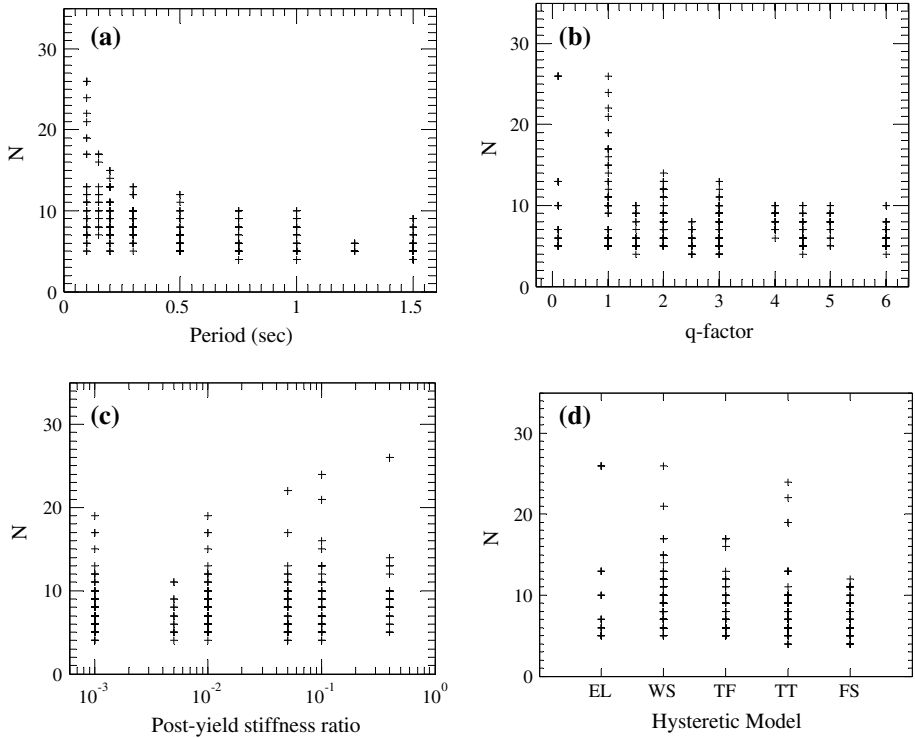 (a)
N
30
20
10
0
0 0.5 1 1.5
Period (sec)
(b)
N
30
20
10
0
0 1 2 3 4 5 6
q-factor
(c)
N
30
20
10
0
10⁻³ 10⁻² 10⁻¹ 10⁰
Post-yield stiffness ratio
(d)
N
30
20
10
0
EL WS TF TT FS
Hysteretic Model